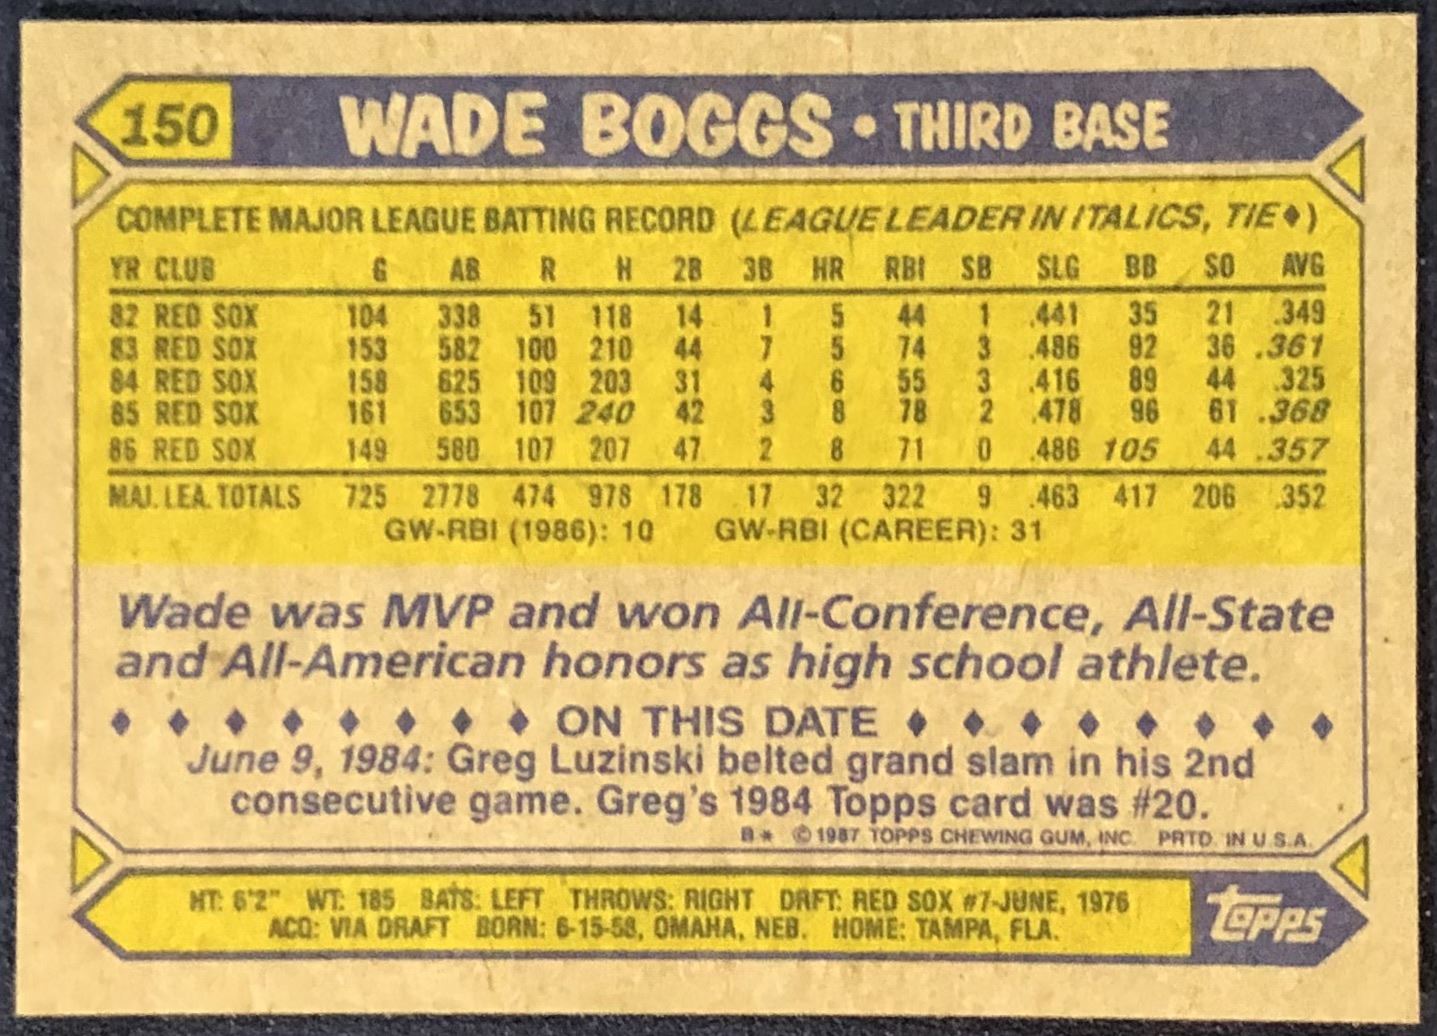 150 WADE BOGGS • THIRD BASE
COMPLETE MAJOR LEAGUE BATTING RECORD (LEAGUE LEADER IN ITALICS, TIE♦)
YR CLUB G AB R H 2B 3B HR RBI SB SLG BB SO AVG
82 RED SOX 104 338 51 118 14 1 5 44 1 .441 35 21 .349
83 RED SOX 153 582 100 210 44 7 5 74 3 .486 92 36 .361
84 RED SOX 158 625 109 203 31 4 6 55 3 .416 89 44 .325
85 RED SOX 161 653 107 240 42 3 8 78 2 .478 96 61 .368
86 RED SOX 149 580 107 207 47 2 8 71 0 .486 105 44 .357
MAJ. LEA. TOTALS 725 2778 474 978 178 17 32 322 9 .463 417 206 .352
GW-RBI (1986): 10 GW-RBI (CAREER): 31
Wade was MVP and won All-Conference, All-State
and All-American honors as high school athlete.
♦ ♦ ♦ ♦ ♦ ♦ ♦ ♦ ON THIS DATE ♦ ♦ ♦ ♦ ♦ ♦ ♦ ♦
June 9, 1984: Greg Luzinski belted grand slam in his 2nd
consecutive game. Greg's 1984 Topps card was #20.
B* © 1987 TOPPS CHEWING GUM, INC. PRTD. IN U.S.A.
HT: 6'2" WT: 185 BATS: LEFT THROWS: RIGHT DRFT: RED SOX #7-JUNE, 1976
ACQ: VIA DRAFT BORN: 6-15-58, OMAHA, NEB. HOME: TAMPA, FLA.
TOPPS